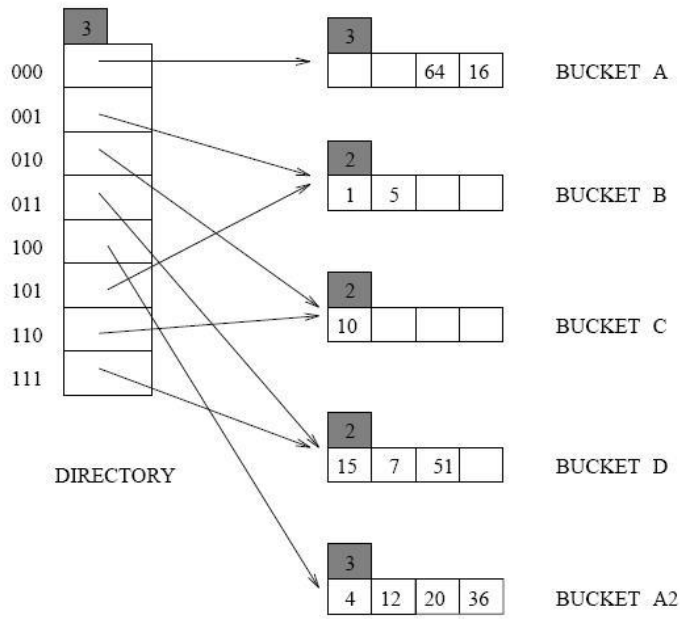 3
3
000
64 16 BUCKET A
001
2
010
011
1 5 BUCKET B
100
101
2
110
10 BUCKET C
111
2
DIRECTORY
15 7 51 BUCKET D
3
4 12 20 36 BUCKET A2